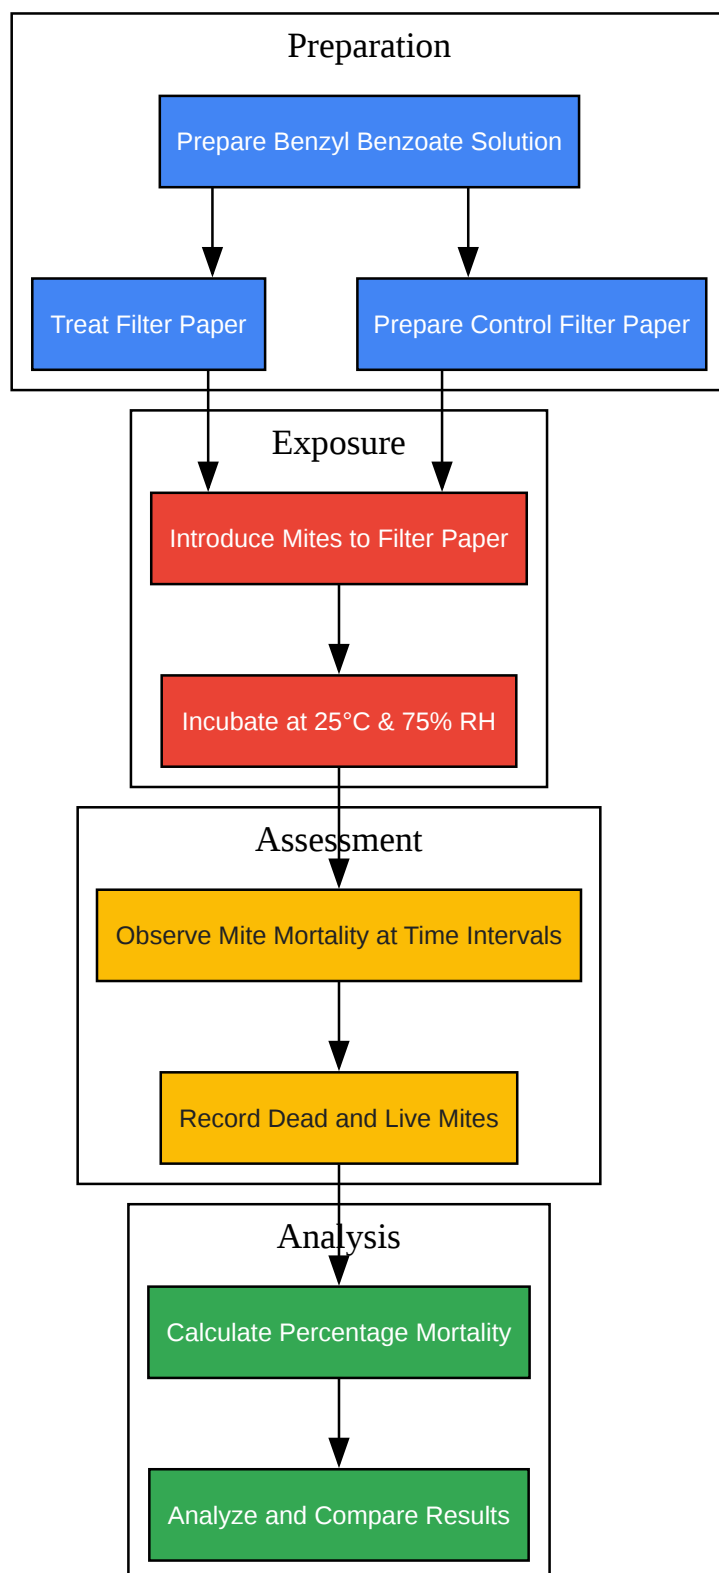 Preparation
Prepare Benzyl Benzoate Solution
Treat Filter Paper
Prepare Control Filter Paper
Exposure
Introduce Mites to Filter Paper
Incubate at 25°C & 75% RH
Assessment
Observe Mite Mortality at Time Intervals
Record Dead and Live Mites
Analysis
Calculate Percentage Mortality
Analyze and Compare Results